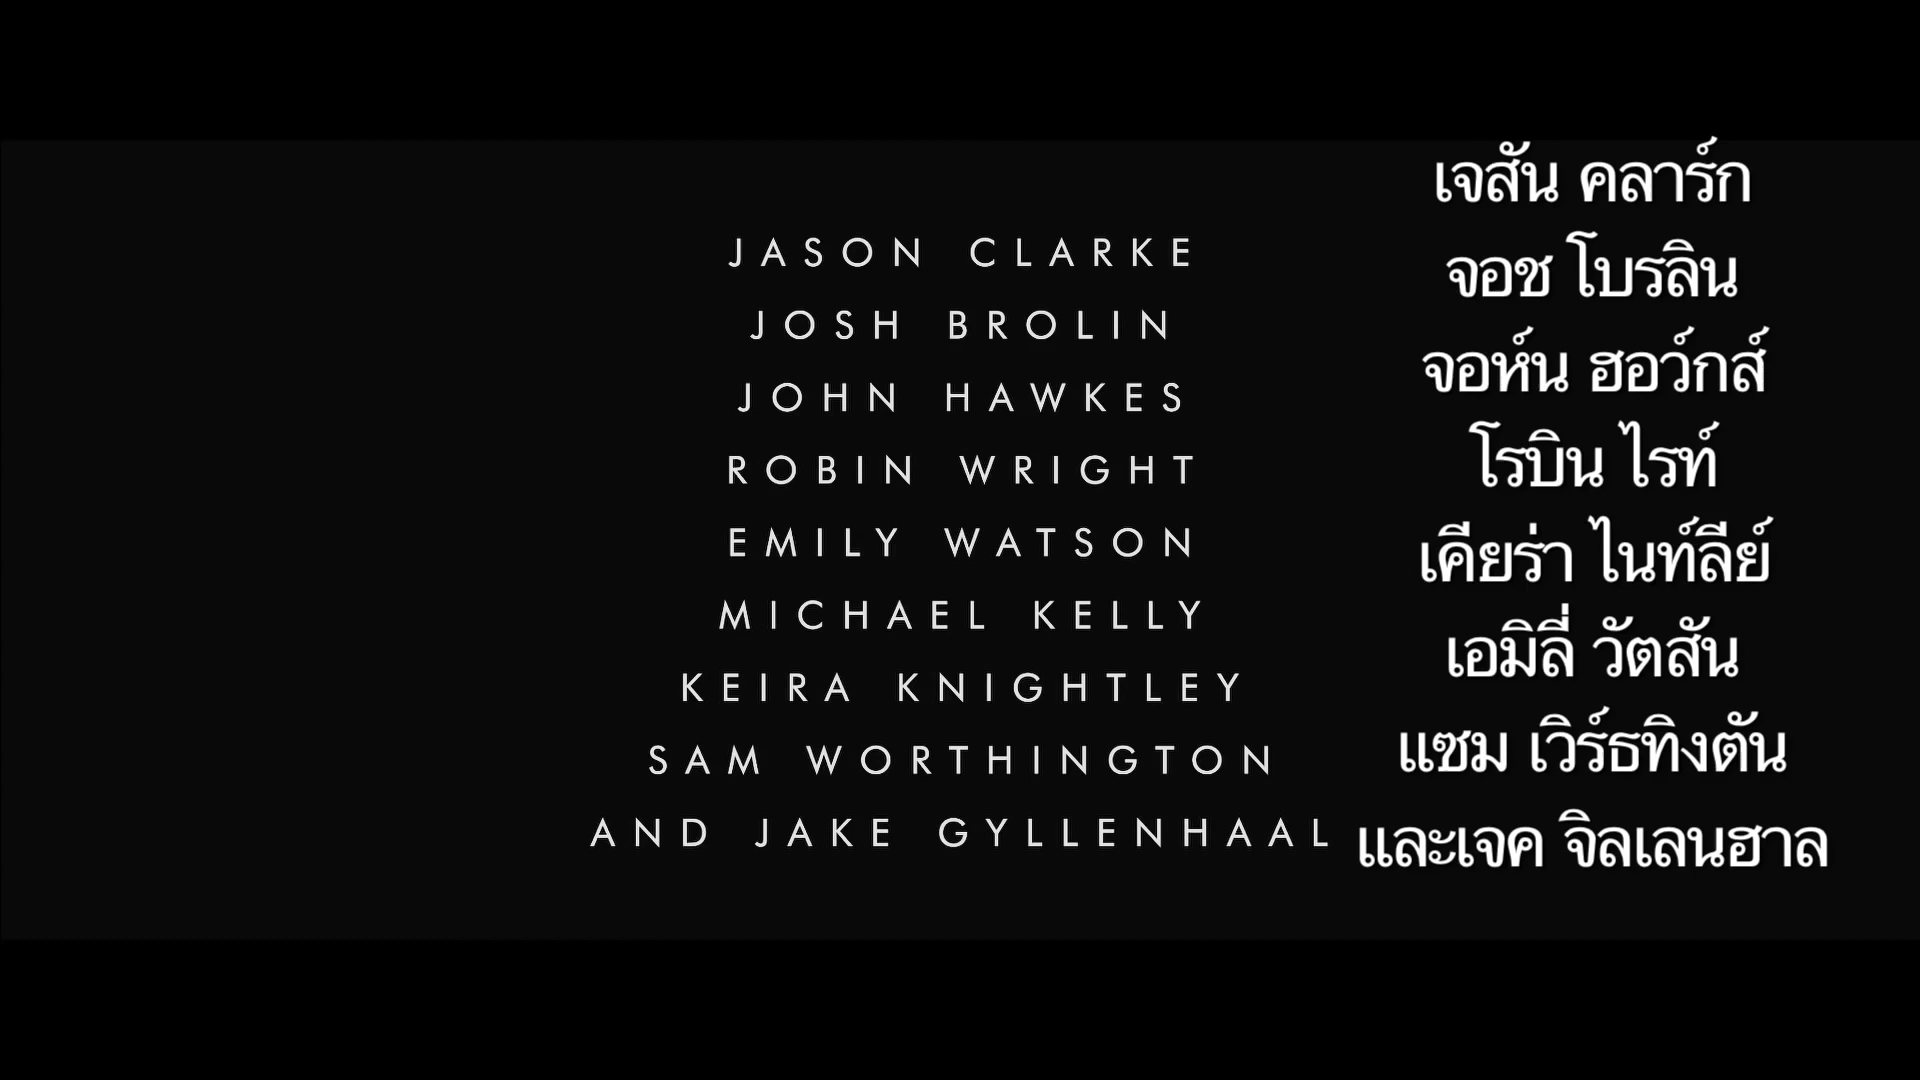 JASON CLARKE
JOSH BROLIN
JOHN HAWKES
ROBIN WRIGHT
EMILY WATSON
MICHAEL KELLY
KEIRA KNIGHTLEY
SAM WORTHINGTON
AND JAKE GYLLENHAAL
เจสัน คลาร์ก
จอช โบรลิน
จอห์น ฮอว์กส์
โรบิน ไรท์
เคียร่า ไนท์ลีย์
เอมิลี่ วัตสัน
แซม เวิร์ธทิงตัน
และเจค จิลเลนฮาล